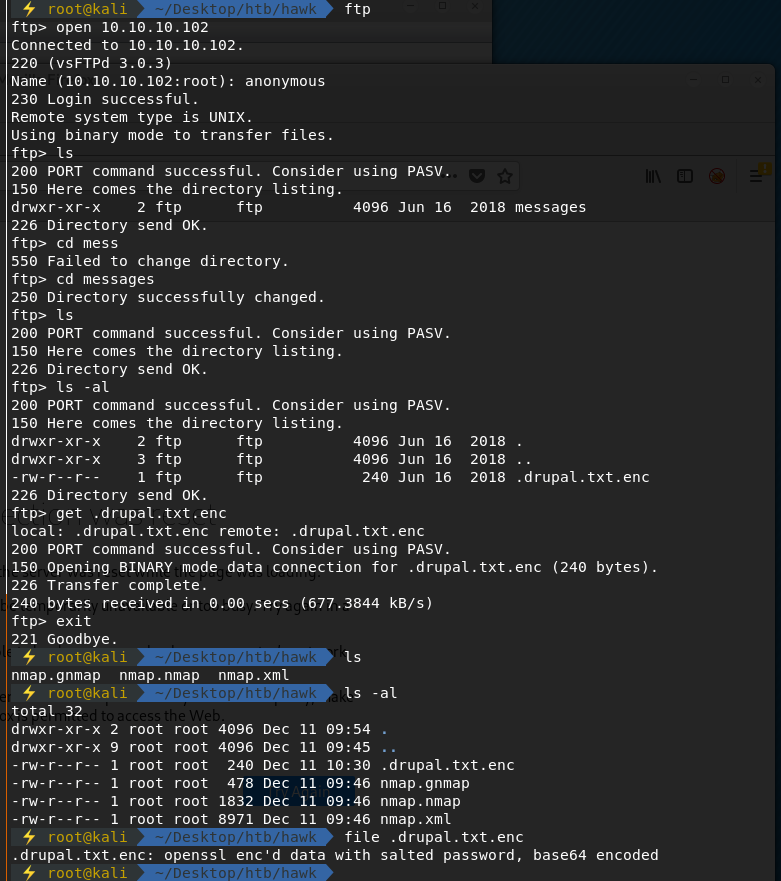 ⚡ root@kali ~/Desktop/htb/hawk ftp
ftp> open 10.10.10.102
Connected to 10.10.10.102.
220 (vsFTPd 3.0.3)
Name (10.10.10.102:root): anonymous
230 Login successful.
Remote system type is UNIX.
Using binary mode to transfer files.
ftp> ls
200 PORT command successful. Consider using PASV.
150 Here comes the directory listing.
drwxr-xr-x    2 ftp      ftp          4096 Jun 16  2018 messages
226 Directory send OK.
ftp> cd mess
550 Failed to change directory.
ftp> cd messages
250 Directory successfully changed.
ftp> ls
200 PORT command successful. Consider using PASV.
150 Here comes the directory listing.
226 Directory send OK.
ftp> ls -al
200 PORT command successful. Consider using PASV.
150 Here comes the directory listing.
drwxr-xr-x    2 ftp      ftp          4096 Jun 16  2018 .
drwxr-xr-x    3 ftp      ftp          4096 Jun 16  2018 ..
-rw-r--r--    1 ftp      ftp           240 Jun 16  2018 .drupal.txt.enc
226 Directory send OK.
ftp> get .drupal.txt.enc
local: .drupal.txt.enc remote: .drupal.txt.enc
200 PORT command successful. Consider using PASV.
150 Opening BINARY mode data connection for .drupal.txt.enc (240 bytes).
226 Transfer complete.
240 bytes received in 0.00 secs (677.3844 kB/s)
ftp> exit
221 Goodbye.
⚡ root@kali ~/Desktop/htb/hawk ls
nmap.gnmap  nmap.nmap  nmap.xml
⚡ root@kali ~/Desktop/htb/hawk ls -al
total 32
drwxr-xr-x 2 root root 4096 Dec 11 09:54 .
drwxr-xr-x 9 root root 4096 Dec 11 09:45 ..
-rw-r--r-- 1 root root  240 Dec 11 10:30 .drupal.txt.enc
-rw-r--r-- 1 root root  478 Dec 11 09:46 nmap.gnmap
-rw-r--r-- 1 root root 1832 Dec 11 09:46 nmap.nmap
-rw-r--r-- 1 root root 8971 Dec 11 09:46 nmap.xml
⚡ root@kali ~/Desktop/htb/hawk file .drupal.txt.enc
.drupal.txt.enc: openssl enc'd data with salted password, base64 encoded
⚡ root@kali ~/Desktop/htb/hawk